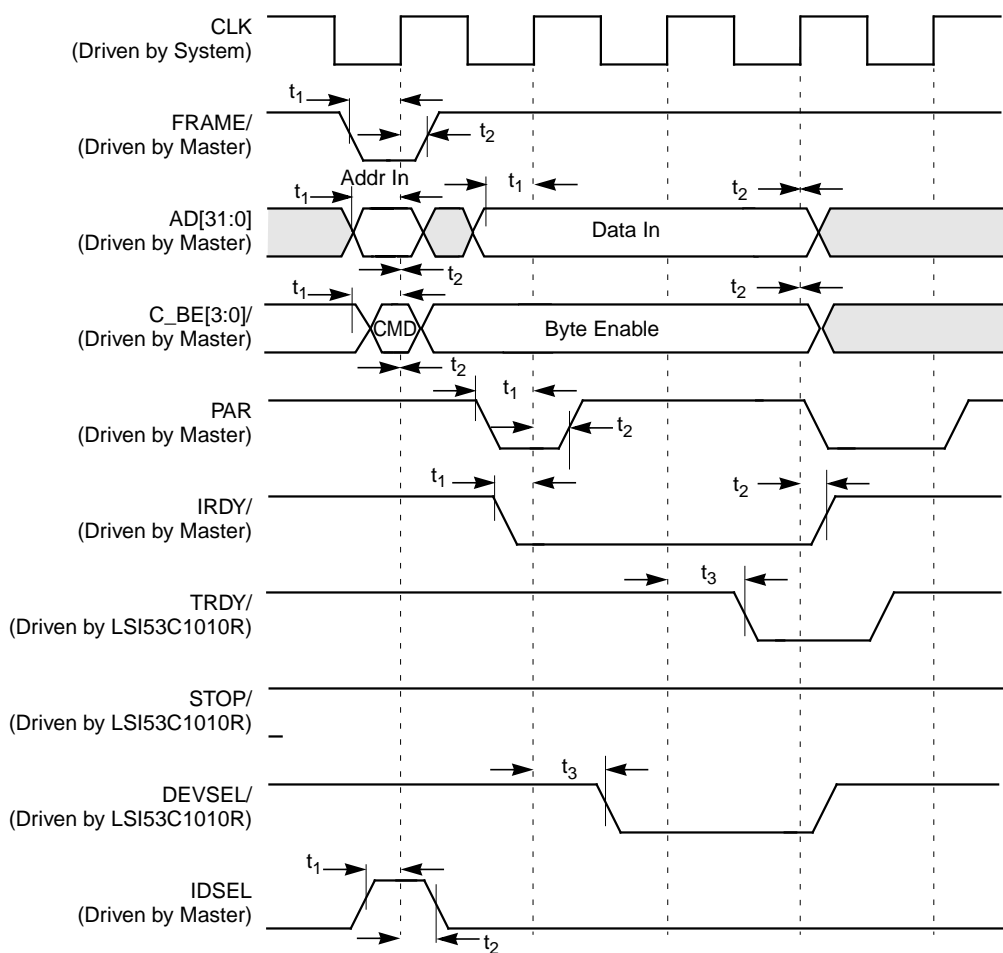 CLK
(Driven by System)
t1
FRAME/
(Driven by Master)
t2
Addr In
t1
t1
t2
AD[31:0]
(Driven by Master)
Data In
t2
t1
t2
C_BE[3:0]/
(Driven by Master)
CMD
Byte Enable
t2
t1
PAR
(Driven by Master)
t2
t1
t2
IRDY/
(Driven by Master)
t3
TRDY/
(Driven by LSI53C1010R)
STOP/
(Driven by LSI53C1010R)
t3
DEVSEL/
(Driven by LSI53C1010R)
t1
IDSEL
(Driven by Master)
t2